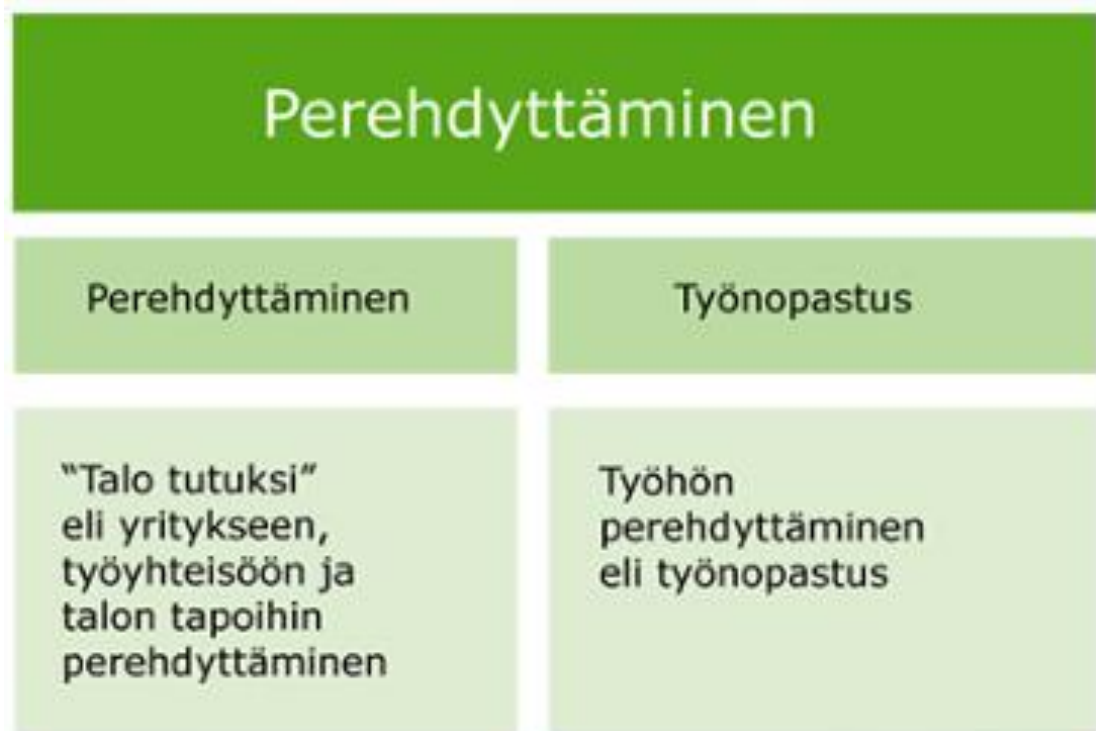 Perehdyttäminen
Perehdyttäminen
Työnopastus
“Talo tutuksi”
eli yritykseen,
työyhteisöön ja
talon tapoihin
perehdyttäminen
Työhön
perehdyttäminen
eli työnopastus